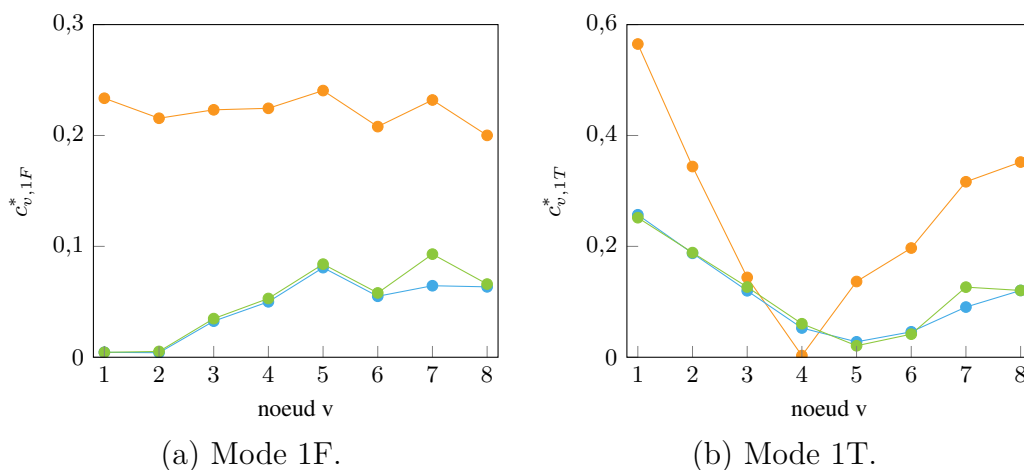 0,3
0,2
0,1
0
c*v,1F
1 2 3 4 5 6 7 8
noeud v
(a) Mode 1F.
0,6
0,4
0,2
0
c*v,1T
1 2 3 4 5 6 7 8
noeud v
(b) Mode 1T.